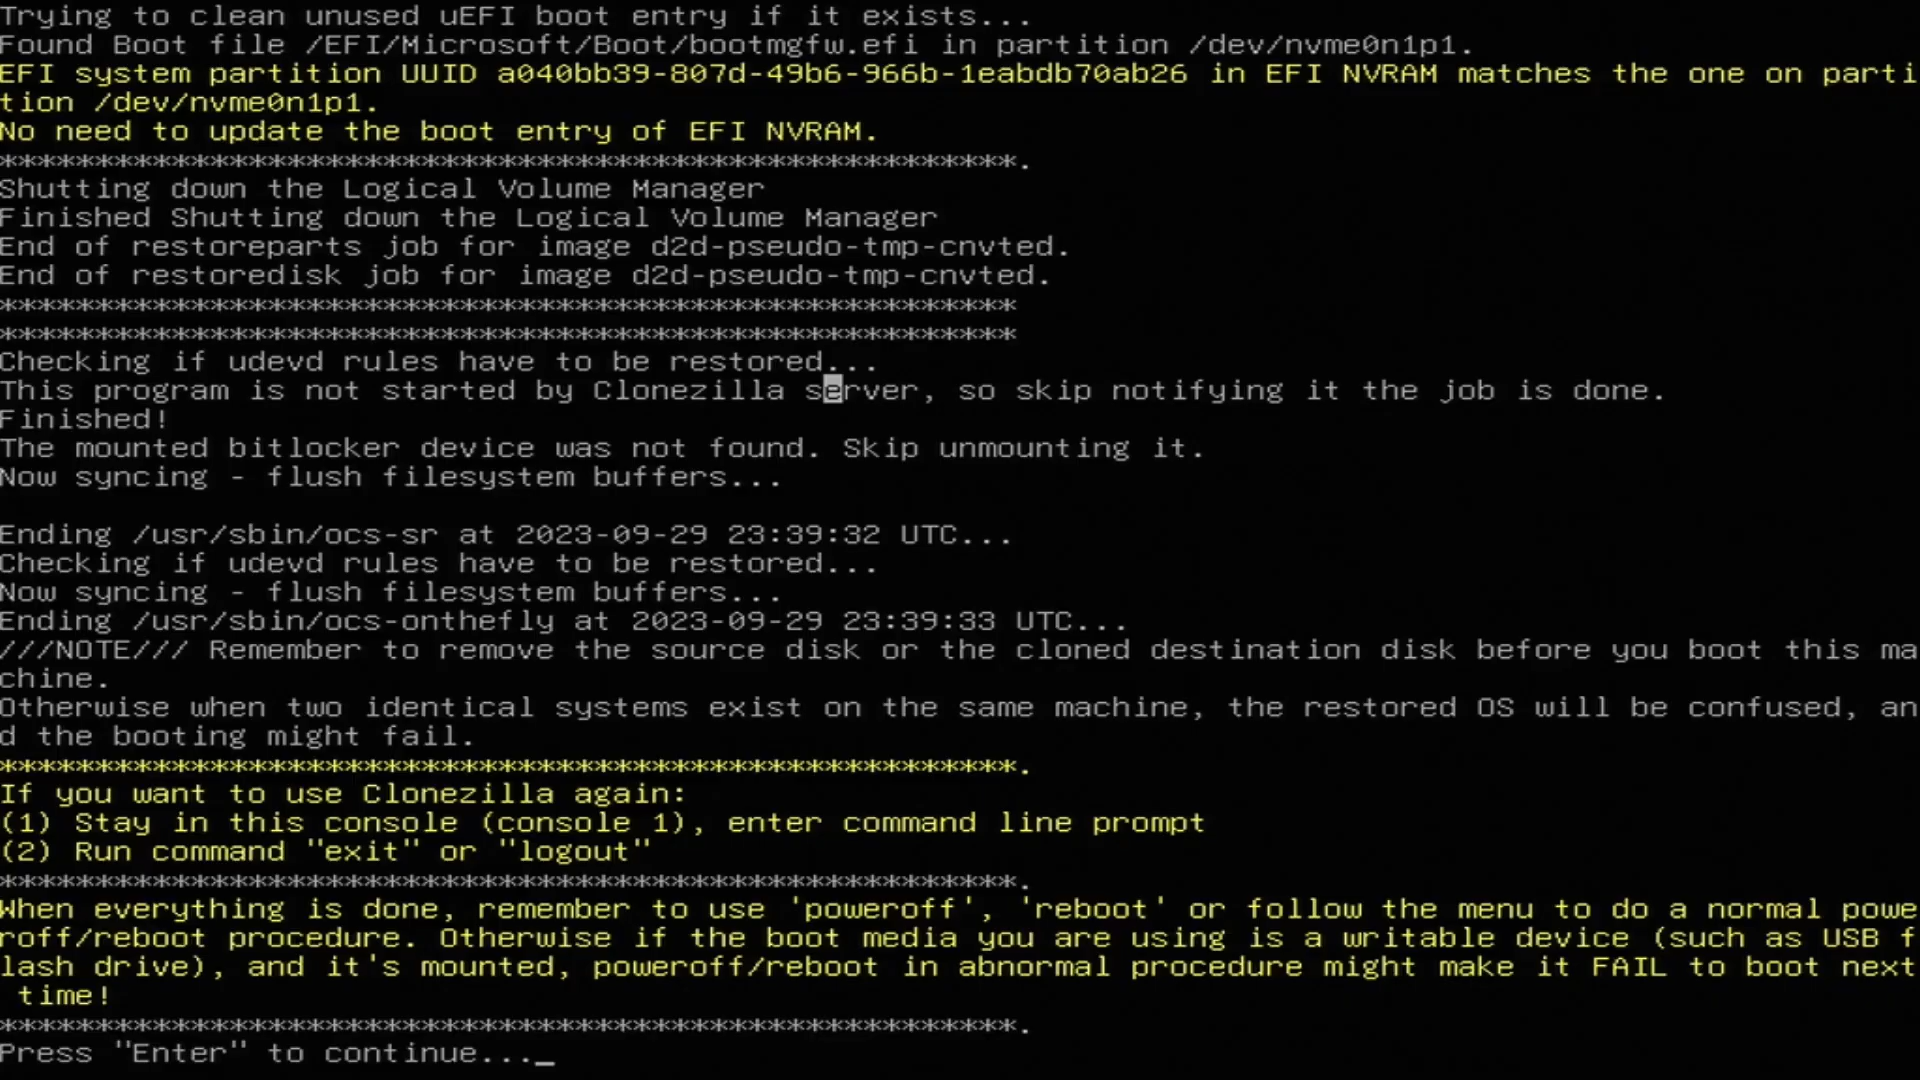 Trying to clean unused uEFI boot entry if it exists...
Found Boot file /EFI/Microsoft/Boot/bootmgfw.efi in partition /dev/nvme0n1p1.
EFI system partition UUID a040bb39-807d-49b6-966b-1eabdb70ab26 in EFI NVRAM matches the one on parti
tion /dev/nvme0n1p1.
No need to update the boot entry of EFI NVRAM.
*****************************************************.
Shutting down the Logical Volume Manager
Finished Shutting down the Logical Volume Manager
End of restoreparts job for image d2d-pseudo-tmp-cnvted.
End of restoredisk job for image d2d-pseudo-tmp-cnvted.
*****************************************************
*****************************************************
Checking if udevd rules have to be restored...
This program is not started by Clonezilla server, so skip notifying it the job is done.
Finished!
The mounted bitlocker device was not found. Skip unmounting it.
Now syncing - flush filesystem buffers...
Ending /usr/sbin/ocs-sr at 2023-09-29 23:39:32 UTC...
Checking if udevd rules have to be restored...
Now syncing - flush filesystem buffers...
Ending /usr/sbin/ocs-onthefly at 2023-09-29 23:39:33 UTC...
///NOTE/// Remember to remove the source disk or the cloned destination disk before you boot this ma
chine.
Otherwise when two identical systems exist on the same machine, the restored OS will be confused, an
d the booting might fail.
*****************************************************.
If you want to use Clonezilla again:
(1) Stay in this console (console 1), enter command line prompt
(2) Run command "exit" or "logout"
*****************************************************.
When everything is done, remember to use 'poweroff', 'reboot' or follow the menu to do a normal powe
roff/reboot procedure. Otherwise if the boot media you are using is a writable device (such as USB f
lash drive), and it's mounted, poweroff/reboot in abnormal procedure might make it FAIL to boot next
 time!
*****************************************************.
Press "Enter" to continue..._